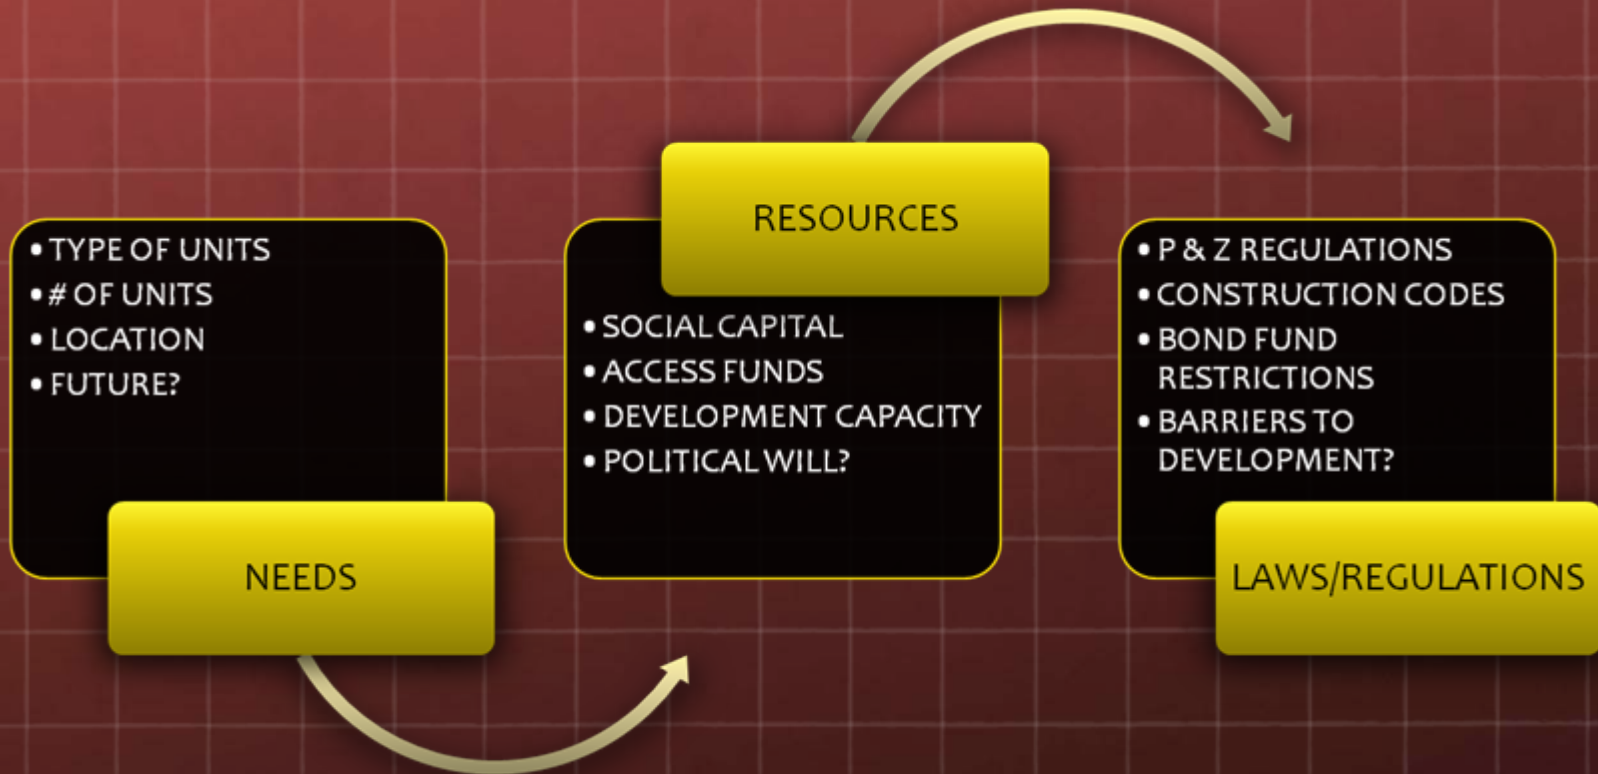 • TYPE OF UNITS
• # OF UNITS
• LOCATION
• FUTURE?
NEEDS
RESOURCES
• SOCIAL CAPITAL
• ACCESS FUNDS
• DEVELOPMENT CAPACITY
• POLITICAL WILL?
• P & Z REGULATIONS
• CONSTRUCTION CODES
• BOND FUND
RESTRICTIONS
• BARRIERS TO
DEVELOPMENT?
LAWS/REGULATIONS